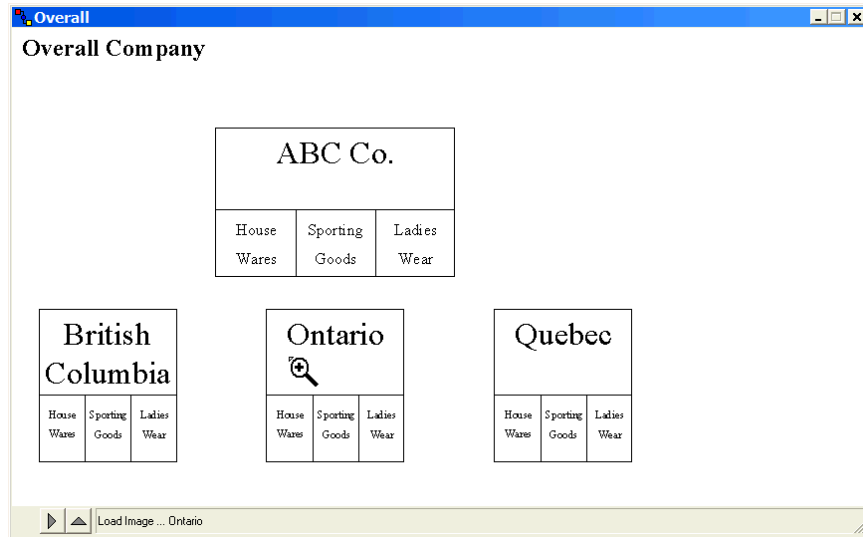 Overall
Overall Company
ABC Co.
House Sporting Ladies
Wares Goods Wear
British
Columbia
House Sporting Ladies
Wares Goods Wear
Ontario
House Sporting Ladies
Wares Goods Wear
Quebec
House Sporting Ladies
Wares Goods Wear
Load Image ... Ontario